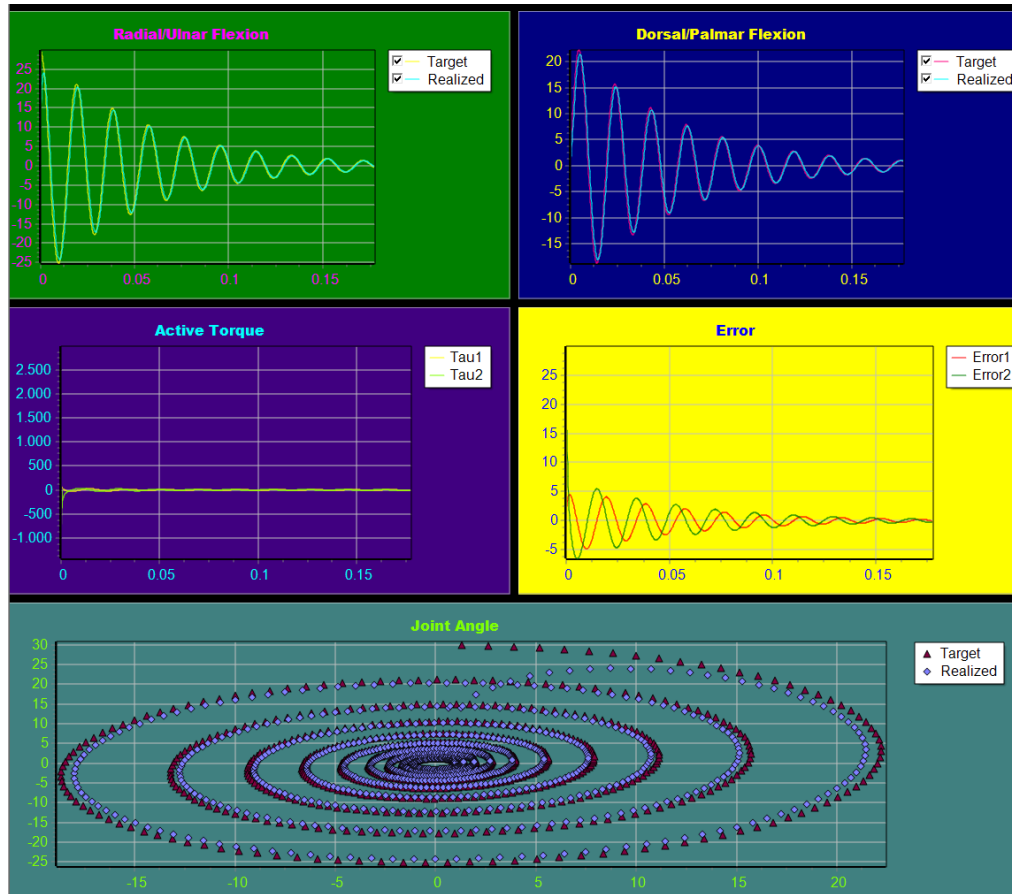 Radial/Ulnar Flexion
Target
Realized
25
20
15
10
5
0
-5
-10
-15
-20
-25
0 0.05 0.1 0.15
Dorsal/Palmar Flexion
Target
Realized
20
15
10
5
0
-5
-10
-15
0 0.05 0.1 0.15
Active Torque
Tau1
Tau2
2.500
2.000
1.500
1.000
500
0
-500
-1.000
0 0.05 0.1 0.15
Error
Error1
Error2
25
20
15
10
5
0
-5
0 0.05 0.1 0.15
Joint Angle
Target
Realized
30
25
20
15
10
5
0
-5
-10
-15
-20
-25
-15 -10 -5 0 5 10 15 20